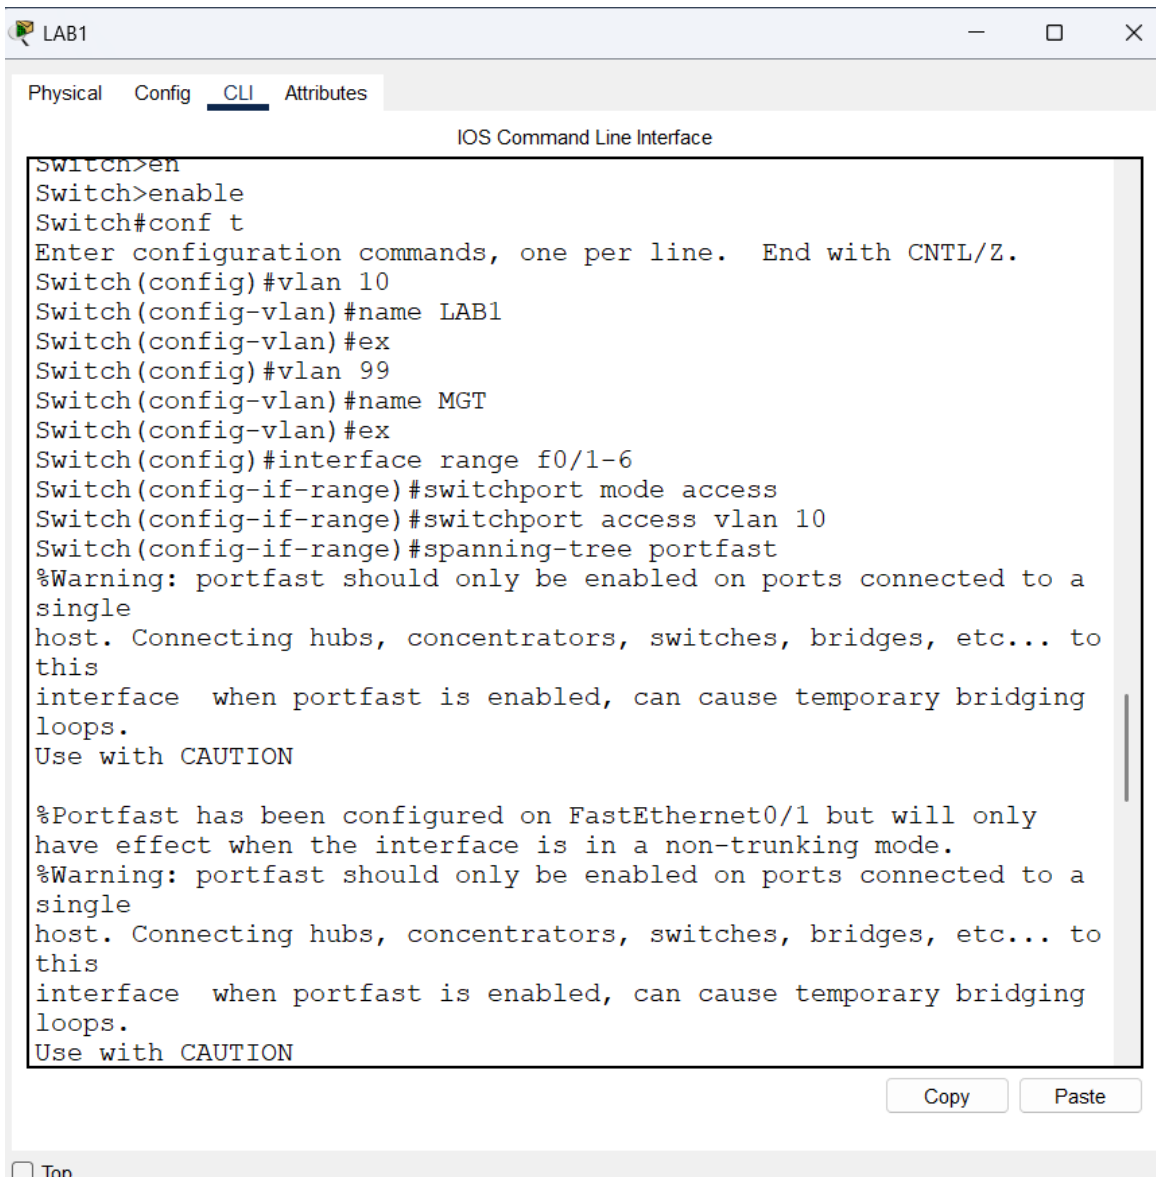 LAB1
Physical Config CLI Attributes
IOS Command Line Interface
Switch>en
Switch>enable
Switch#conf t
Enter configuration commands, one per line.  End with CNTL/Z.
Switch(config)#vlan 10
Switch(config-vlan)#name LAB1
Switch(config-vlan)#ex
Switch(config)#vlan 99
Switch(config-vlan)#name MGT
Switch(config-vlan)#ex
Switch(config)#interface range f0/1-6
Switch(config-if-range)#switchport mode access
Switch(config-if-range)#switchport access vlan 10
Switch(config-if-range)#spanning-tree portfast
%Warning: portfast should only be enabled on ports connected to a
single
host. Connecting hubs, concentrators, switches, bridges, etc... to
this
interface  when portfast is enabled, can cause temporary bridging
loops.
Use with CAUTION
%Portfast has been configured on FastEthernet0/1 but will only
have effect when the interface is in a non-trunking mode.
%Warning: portfast should only be enabled on ports connected to a
single
host. Connecting hubs, concentrators, switches, bridges, etc... to
this
interface  when portfast is enabled, can cause temporary bridging
loops.
Use with CAUTION
Copy Paste
Top